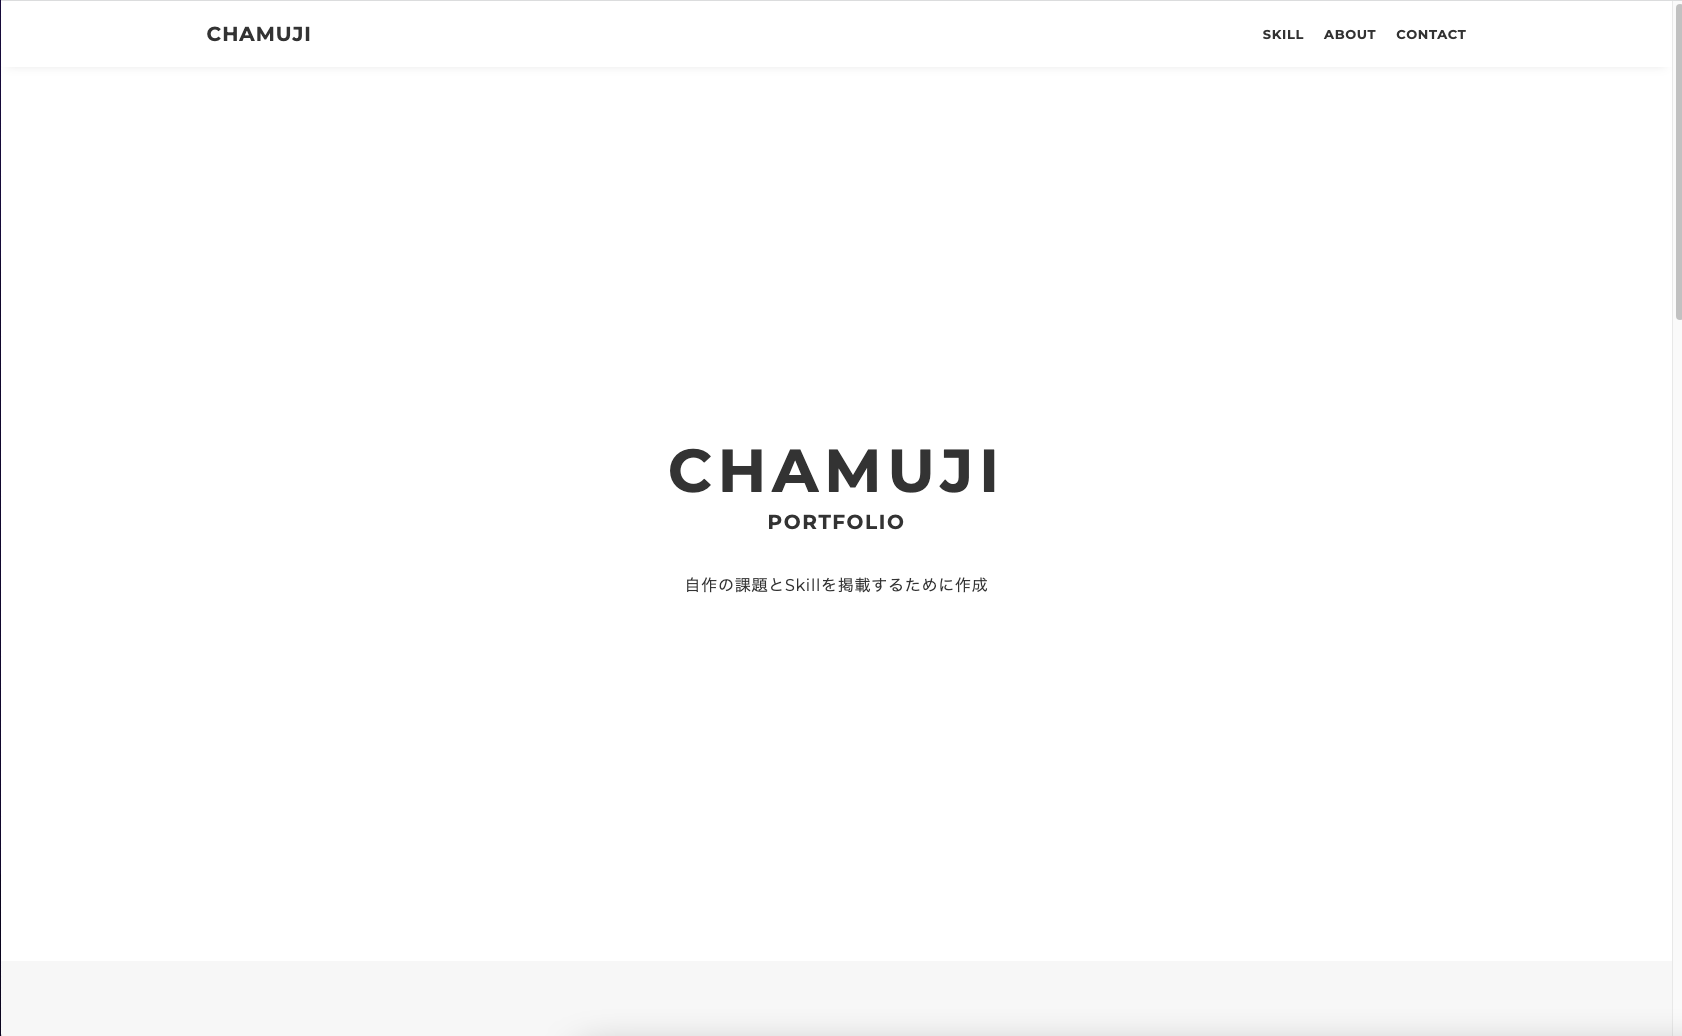 CHAMUJI
SKILL ABOUT CONTACT
CHAMUJI
PORTFOLIO
自作の課題とSkillを掲載するために作成